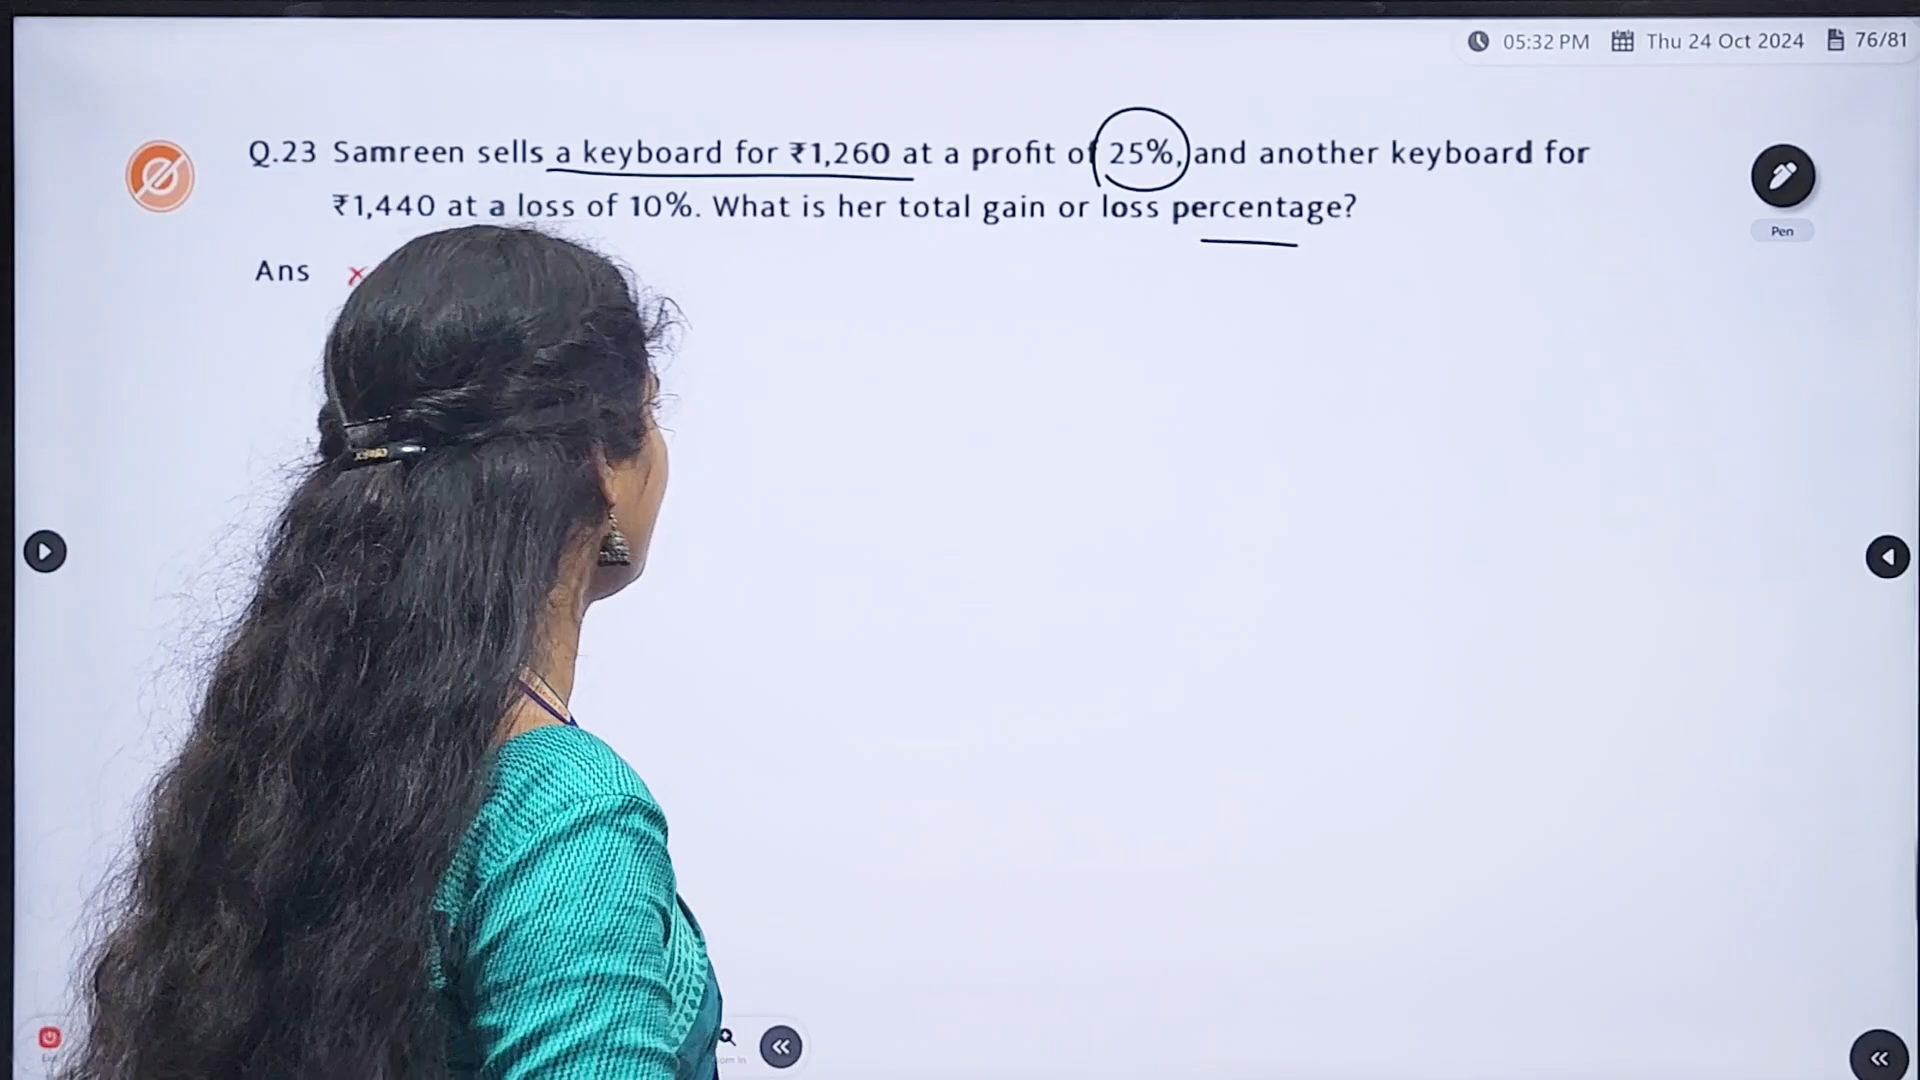 05:32 PM Thu 24 Oct 2024 76/81
Q.23 Samreen sells a keyboard for ₹1,260 at a profit of 25%, and another keyboard for
₹1,440 at a loss of 10%. What is her total gain or loss percentage?
Pen
Ans